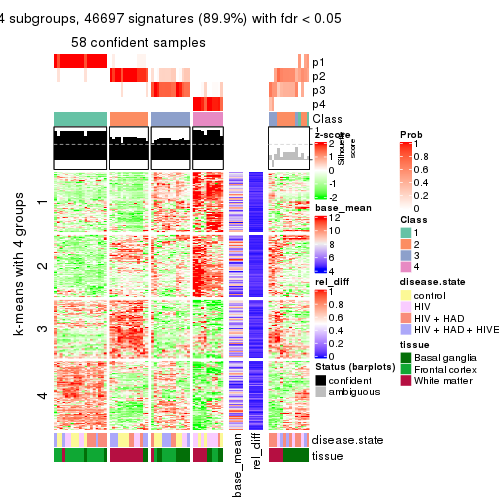 4 subgroups, 46697 signatures (89.9%) with fdr < 0.05
58 confident samples
p1
p2
p3
p4
Class
1
Silhouette
score
k-means with 4 groups
1
2
3
4
base_mean
rel_diff
disease.state
tissue
z-score
2
1
0
-1
-2
base_mean
12
10
8
6
4
rel_diff
1
0.8
0.6
0.4
0.2
0
Status (barplots)
confident
ambiguous
Prob
1
0.8
0.6
0.4
0.2
0
Class
1
2
3
4
disease.state
control
HIV
HIV + HAD
HIV + HAD + HIVE
tissue
Basal ganglia
Frontal cortex
White matter